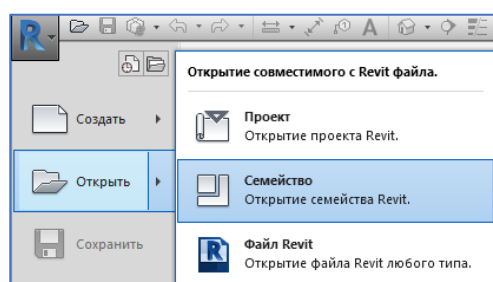 R
A
Открытие совместимого с Revit файла.
Создать
Проект
Открытие проекта Revit.
Открыть
Семейство
Открытие семейства Revit.
Сохранить
R
Файл Revit
Открытие файла Revit любого типа.